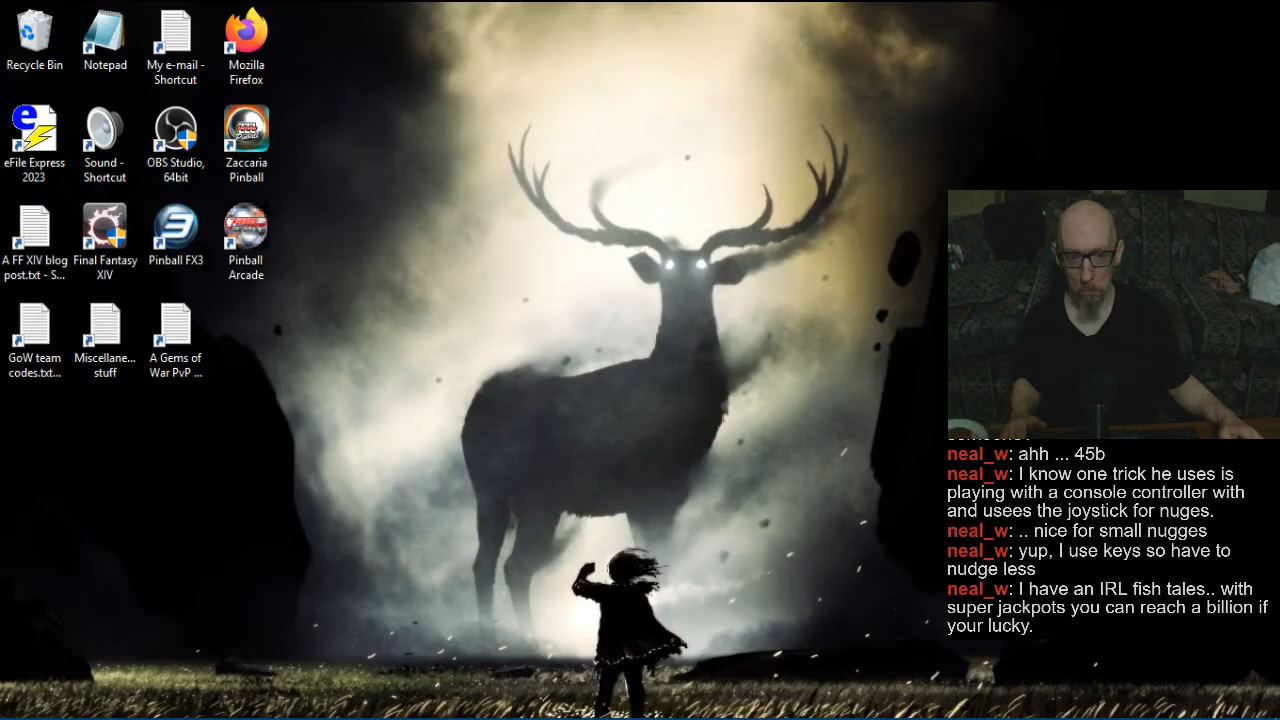 Recycle Bin
Notepad
My e-mail -
Shortcut
Mozilla
Firefox
eFile Express
2023
Sound -
Shortcut
OBS Studio,
64bit
Zaccaria
Pinball
A FF XIV blog
post.txt - S...
Final Fantasy
XIV
Pinball FX3
Pinball
Arcade
GoW team
codes.txt...
Miscellane...
stuff
A Gems of
War PvP ...
neal_w: ahh ... 45b
neal_w: I know one trick he uses is
playing with a console controller with
and usees the joystick for nuges.
neal_w: .. nice for small nugges
neal_w: yup, I use keys so have to
nudge less
neal_w: I have an IRL fish tales.. with
super jackpots you can reach a billion if
your lucky.